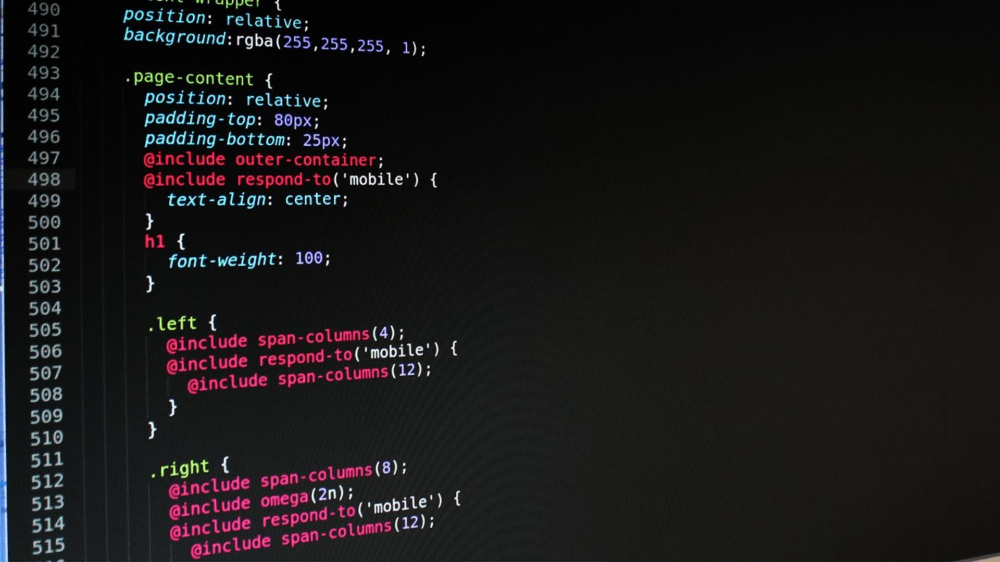 490 wrapper {
491 position: relative;
492 background:rgba(255,255,255, 1);
493
494 .page-content {
495 position: relative;
496 padding-top: 80px;
497 padding-bottom: 25px;
498 @include outer-container;
499 @include respond-to('mobile') {
500 text-align: center;
501 }
502 h1 {
503 font-weight: 100;
504 }
505
506 .left {
507 @include span-columns(4);
508 @include respond-to('mobile') {
509 @include span-columns(12);
510 }
511 }
512
513 .right {
514 @include span-columns(8);
515 @include omega(2n);
@include respond-to('mobile') {
@include span-columns(12);